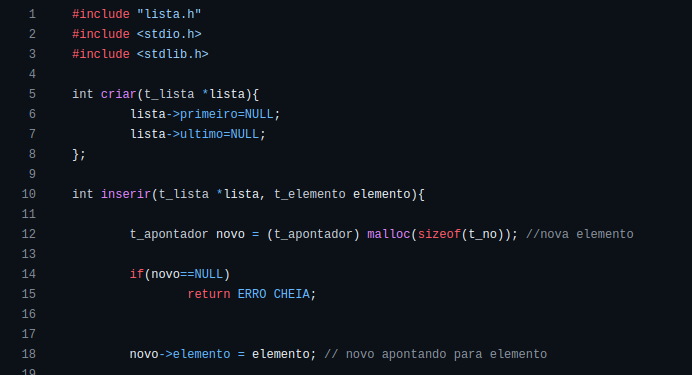 1 #include "lista.h"
2 #include <stdio.h>
3 #include <stdlib.h>
4
5 int criar(t_lista *lista){
6 lista->primeiro=NULL;
7 lista->ultimo=NULL;
8 };
9
10 int inserir(t_lista *lista, t_elemento elemento){
11
12 t_apontador novo = (t_apontador) malloc(sizeof(t_no)); //nova elemento
13
14 if(novo==NULL)
15 return ERRO CHEIA;
16
17
18 novo->elemento = elemento; // novo apontando para elemento
19